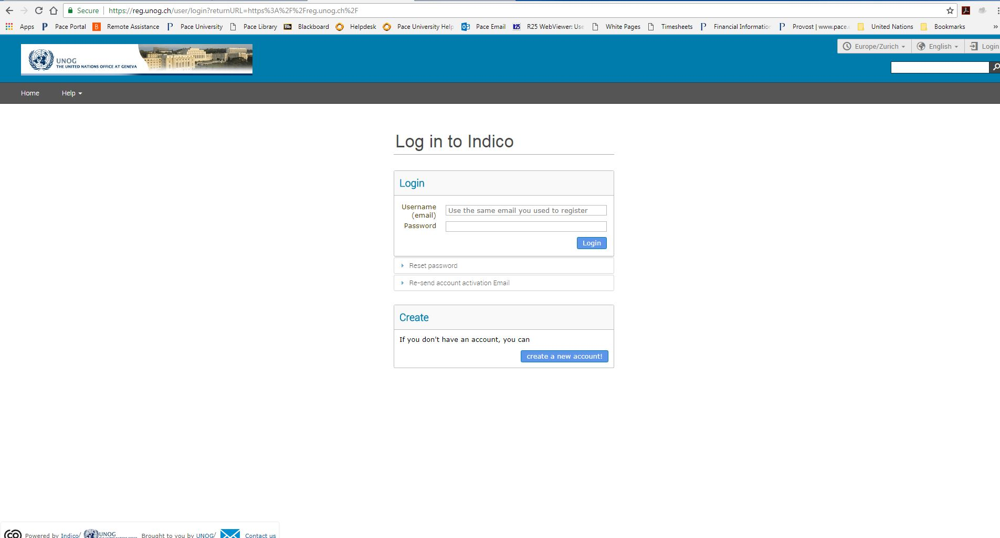 Secure https://reg.unog.ch/user/login?returnURL=https%3A%2F%2Freg.unog.ch%2F
Apps Pace Portal Remote Assistance Pace University Pace Library Bb Blackboard Helpdesk Pace University Help Pace Email R25 R25 WebViewer: Use White Pages Timesheets Financial Information Provost | www.pace. United Nations Bookmarks »
Europe/Zurich English Login
UNOG
THE UNITED NATIONS OFFICE AT GENEVA
Home Help
Log in to Indico
Login
Username
(email) Use the same email you used to register
Password
Login
Reset password
Re-send account activation Email
Create
If you don't have an account, you can
create a new account!
Powered by Indico/ UNOG Brought to you by UNOG/ Contact us